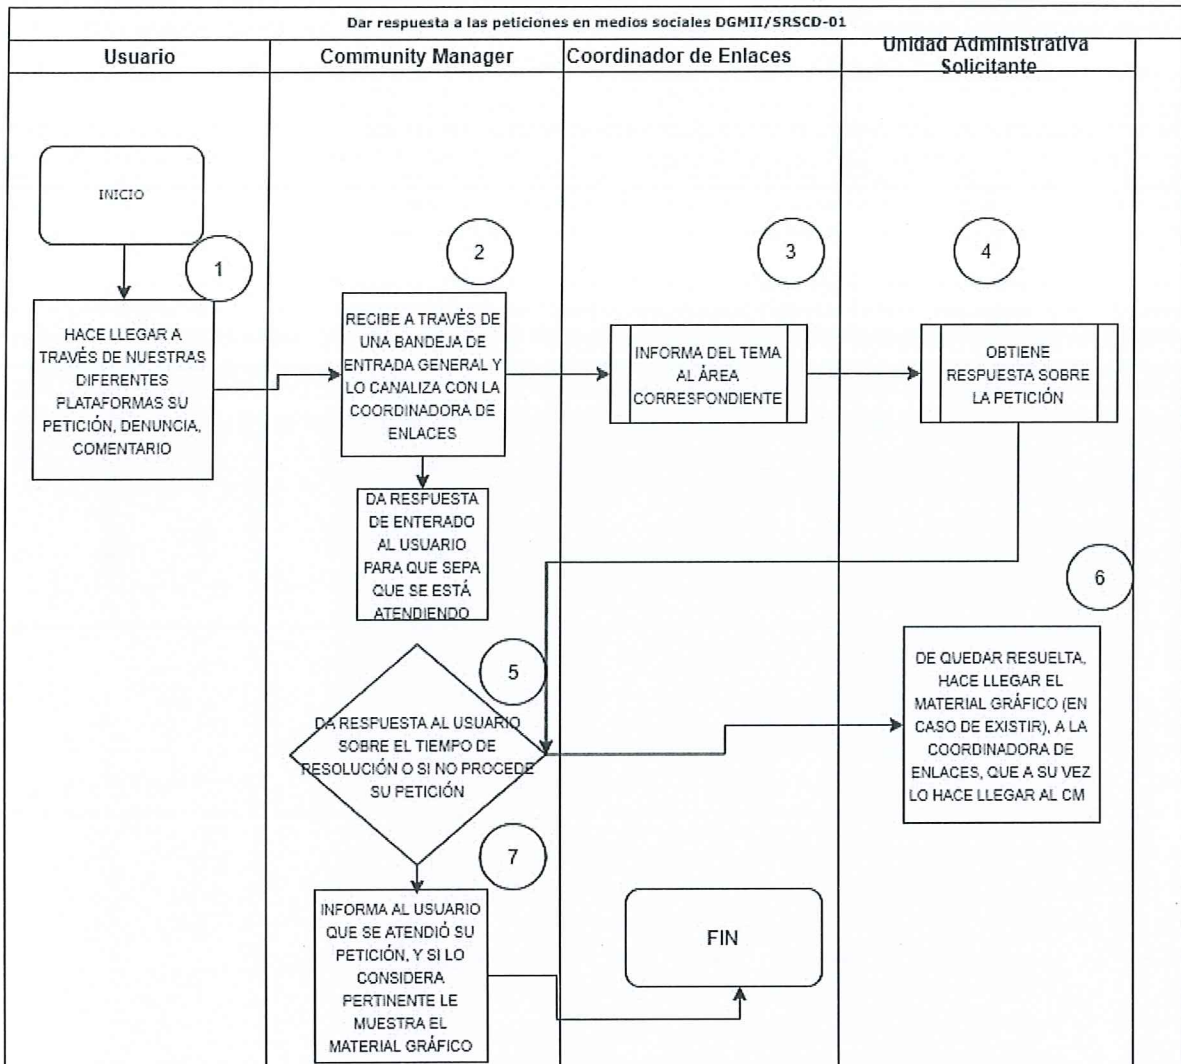 Dar respuesta a las peticiones en medios sociales DGMII/SRSCD-01
Usuario
Community Manager
Coordinador de Enlaces
Unidad Administrativa
Solicitante
INICIO
1
HACE LLEGAR A
TRAVÉS DE NUESTRAS
DIFERENTES
PLATAFORMAS SU
PETICIÓN, DENUNCIA,
COMENTARIO
2
RECIBE A TRAVÉS DE
UNA BANDEJA DE
ENTRADA GENERAL Y
LO CANALIZA CON LA
COORDINADORA DE
ENLACES
DA RESPUESTA
DE ENTERADO
AL USUARIO
PARA QUE SEPA
QUE SE ESTÁ
ATENDIENDO
3
INFORMA DEL TEMA
AL ÁREA
CORRESPONDIENTE
4
OBTIENE
RESPUESTA SOBRE
LA PETICIÓN
5
DA RESPUESTA AL USUARIO
SOBRE EL TIEMPO DE
RESOLUCIÓN O SI NO PROCEDE
SU PETICIÓN
6
DE QUEDAR RESUELTA,
HACE LLEGAR EL
MATERIAL GRÁFICO (EN
CASO DE EXISTIR), A LA
COORDINADORA DE
ENLACES, QUE A SU VEZ
LO HACE LLEGAR AL CM
7
INFORMA AL USUARIO
QUE SE ATENDIÓ SU
PETICIÓN, Y SI LO
CONSIDERA
PERTINENTE LE
MUESTRA EL
MATERIAL GRÁFICO
FIN